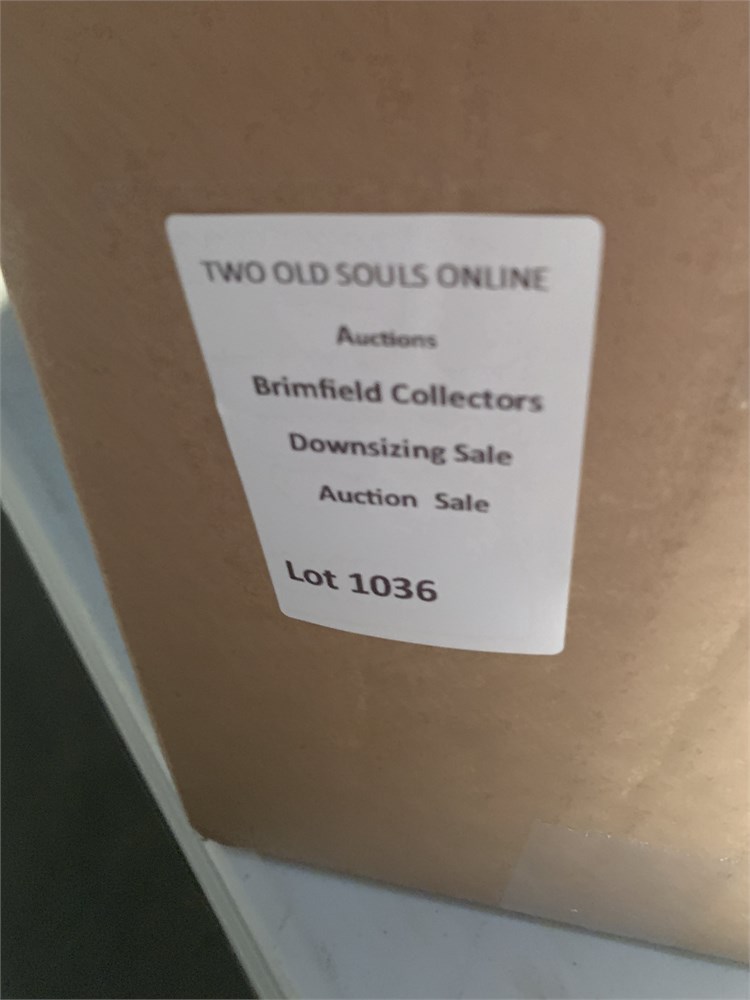 TWO OLD SOULS ONLINE
Auctions
Brimfield Collectors
Downsizing Sale
Auction Sale
Lot 1036